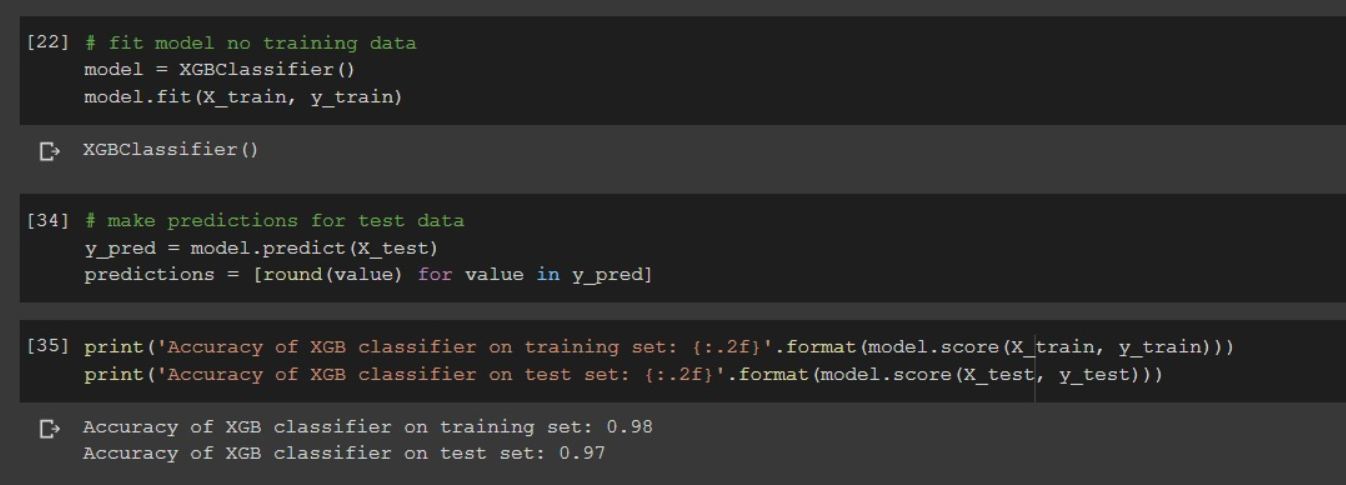 [22] # fit model no training data
model = XGBClassifier()
model.fit(X_train, y_train)
XGBClassifier()
[34] # make predictions for test data
y_pred = model.predict(X_test)
predictions = [round(value) for value in y_pred]
[35] print('Accuracy of XGB classifier on training set: {:.2f}'.format(model.score(X_train, y_train)))
print('Accuracy of XGB classifier on test set: {:.2f}'.format(model.score(X_test, y_test)))
Accuracy of XGB classifier on training set: 0.98
Accuracy of XGB classifier on test set: 0.97